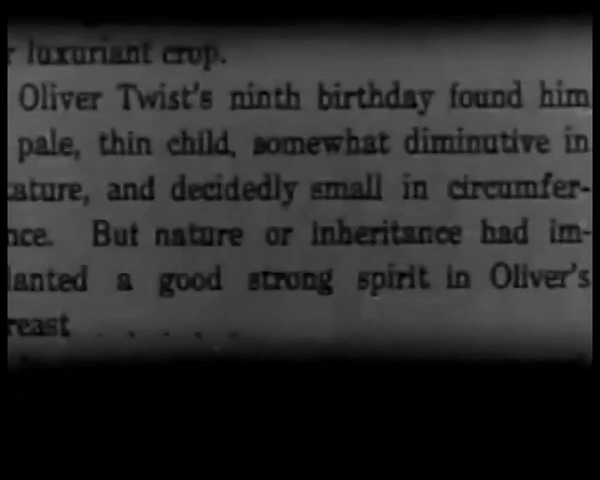 r luxuriant crop.
Oliver Twist's ninth birthday found him
pale, thin child, somewhat diminutive in
ature, and decidedly small in circumfer-
nce. But nature or inheritance had im-
lanted a good strong spirit in Oliver's
reast . . . . .